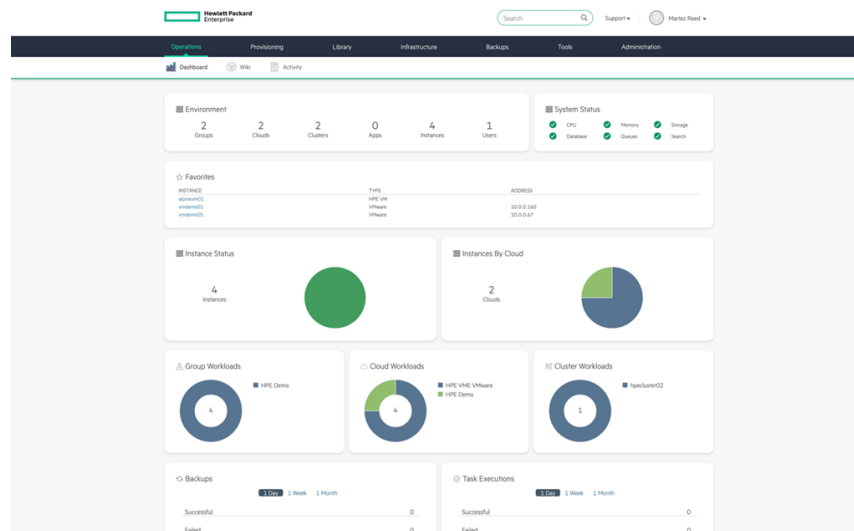 Hewlett Packard
Enterprise
Search
Support
Martez Reed
Operations Provisioning Library Infrastructure Backups Tools Administration
Dashboard Wiki Activity
Environment
2 2 2 0 4 1
Groups Clouds Clusters Apps Instances Users
System Status
CPU Memory Storage
Database Queues Search
Favorites
INSTANCE TYPE ADDRESS
alpinevm01 HPE VM
vmdemo01 VMware 10.0.0.160
vmdemo05 VMware 10.0.0.67
Instance Status
4
Instances
Instances By Cloud
2
Clouds
Group Workloads
4
HPE Demo
Cloud Workloads
4
HPE VME VMware
HPE Demo
Cluster Workloads
1
hpecluster02
Backups
1 Day 1 Week 1 Month
Successful 0
Failed 0
Task Executions
1 Day 1 Week 1 Month
Successful 0
Failed 0